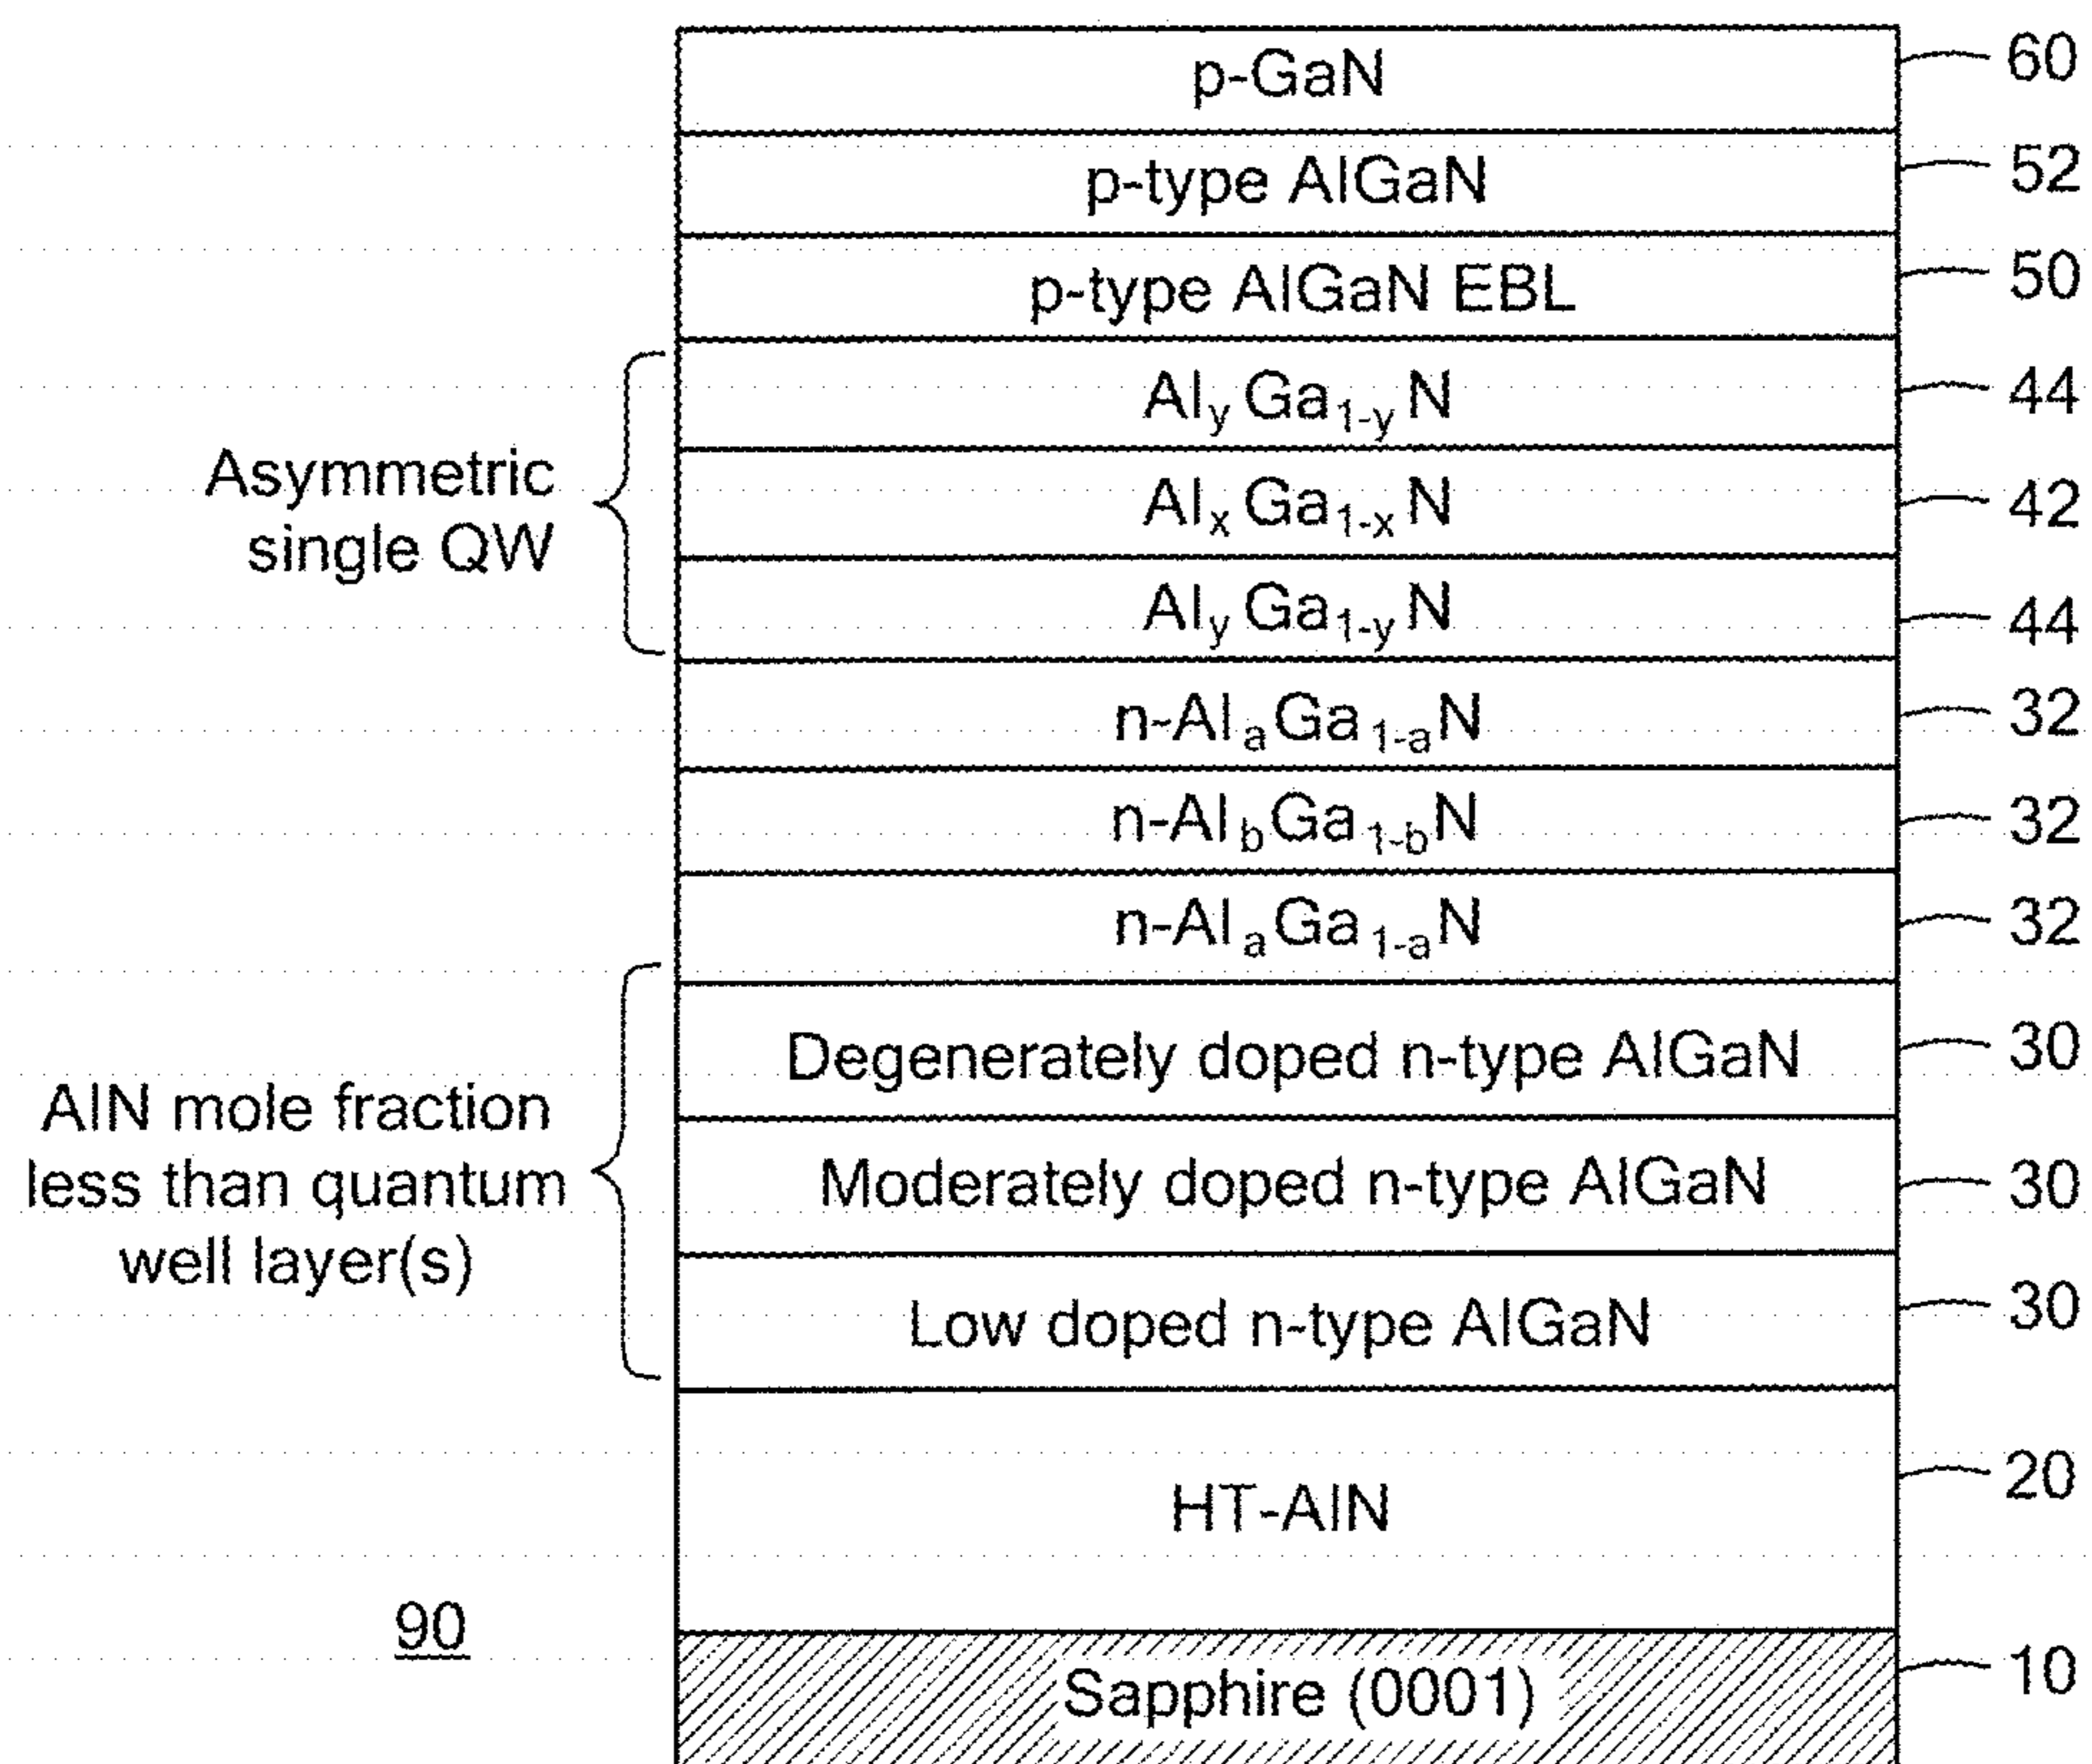 p-GaN 60
p-type AlGaN 52
p-type AlGaN EBL 50
AlyGa1-yN 44
Asymmetric
single QW
AlxGa1-xN 42
AlyGa1-yN 44
n-AlaGa1-aN 32
n-AlbGa1-bN 32
n-AlaGa1-aN 32
Degenerately doped n-type AlGaN 30
AlN mole fraction
less than quantum
well layer(s)
Moderately doped n-type AlGaN 30
Low doped n-type AlGaN 30
HT-AlN 20
90
Sapphire (0001) 10